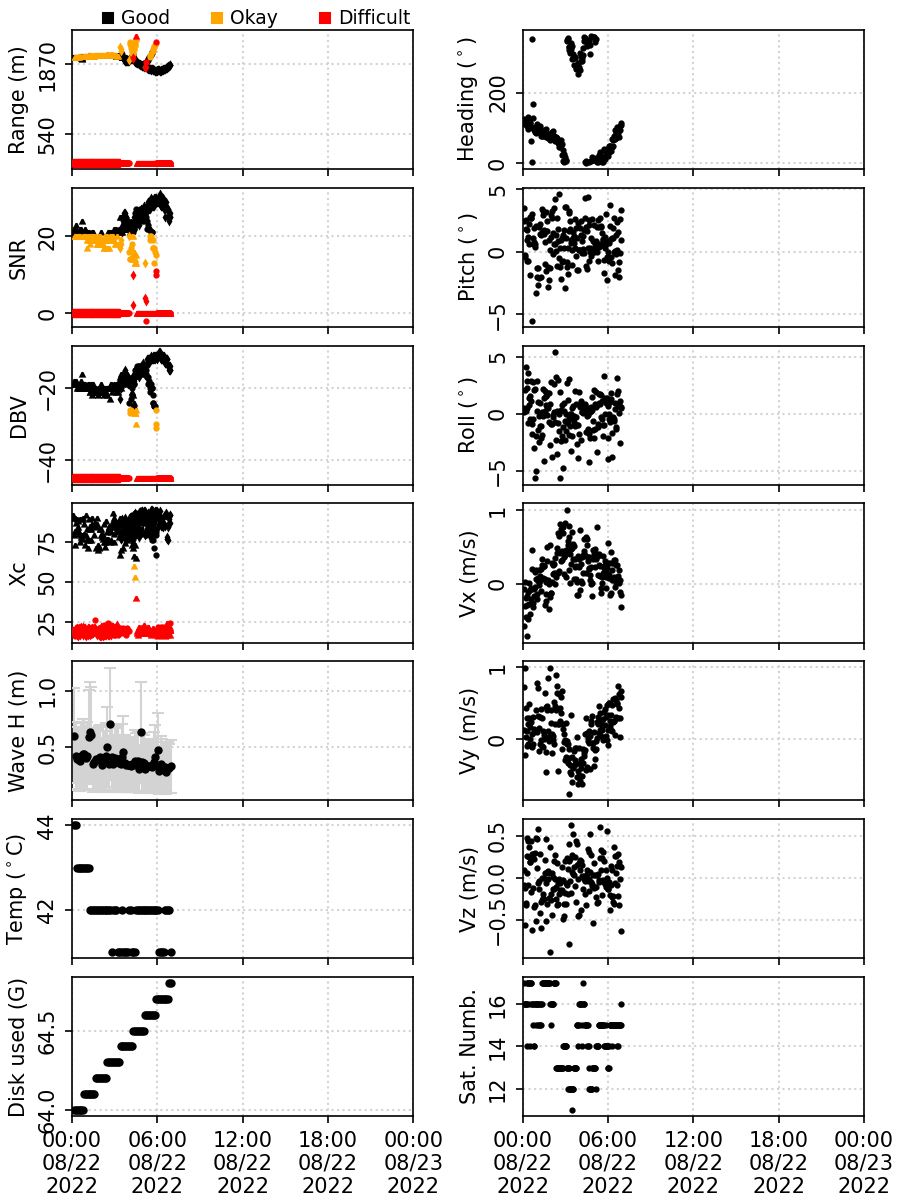 Good Okay Difficult
Range (m)
1870
540
Heading (°)
200
0
SNR
20
0
Pitch (°)
5
0
−5
DBV
−20
−40
Roll (°)
5
0
−5
Xc
75
50
25
Vx (m/s)
1
0
Wave H (m)
1.0
0.5
Vy (m/s)
1
0
Temp (°C)
44
42
Vz (m/s)
0.5
0.0
−0.5
Disk used (G)
64.5
64.0
Sat. Numb.
16
14
12
00:00 06:00 12:00 18:00 00:00
08/22 08/22 08/22 08/22 08/23
2022 2022 2022 2022 2022
00:00 06:00 12:00 18:00 00:00
08/22 08/22 08/22 08/22 08/23
2022 2022 2022 2022 2022